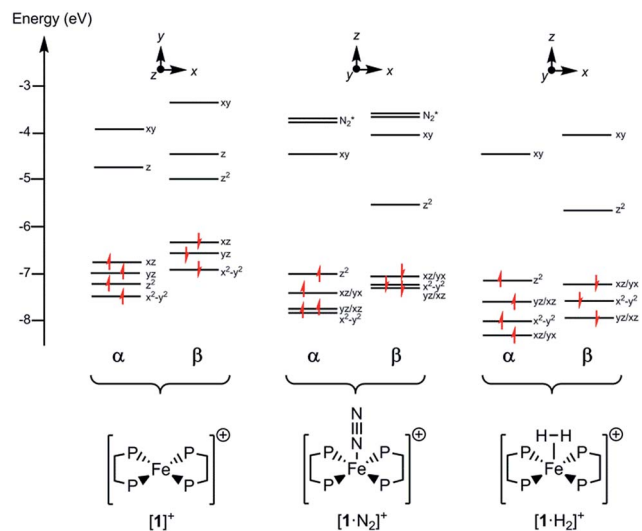 Energy (eV)
y
z
x
z
y
x
z
y
x
-3
-4
-5
-6
-7
-8
xy
z
xz
yz
z²
x²-y²
xy
z
z²
xz
yz
x²-y²
N₂*
xy
z²
xz/yx
yz/xz
x²-y²
N₂*
xy
z²
xz/yx
x²-y²
yz/xz
xy
z²
yz/xz
x²-y²
xz/yx
xy
z²
xz/yx
x²-y²
yz/xz
α β α β α β
P P Fe P P ⊕
N
N
P P Fe P P ⊕
H-H
P P Fe P P ⊕
[1]⁺ [1·N₂]⁺ [1·H₂]⁺